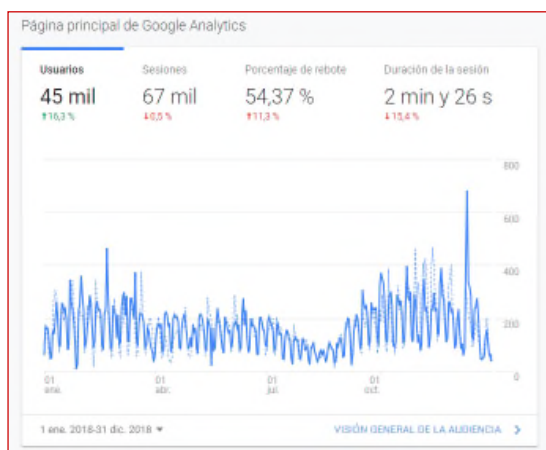 Página principal de Google Analytics
Usuarios Sesiones Porcentaje de rebote Duración de la sesión
45 mil 67 mil 54,37 % 2 min y 26 s
↑16,3 % ↓0,5 % ↑11,3 % ↓15,4 %
800
600
400
200
0
01 01 01 01
ene. abr. jul. oct.
1 ene. 2018-31 dic. 2018 VISIÓN GENERAL DE LA AUDIENCIA